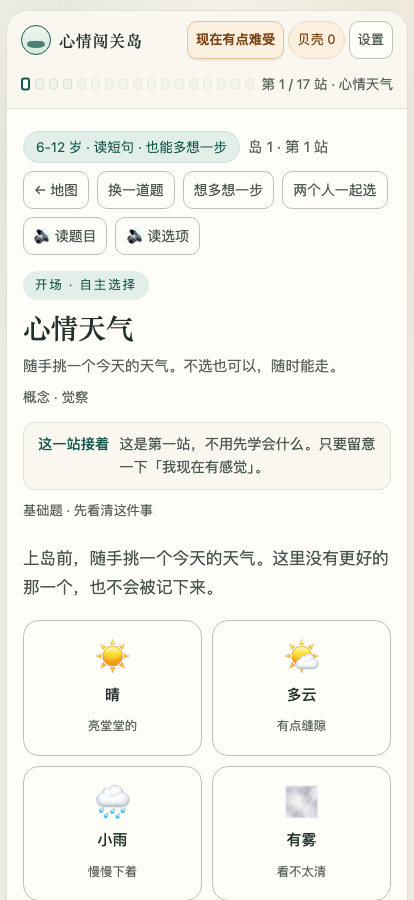 心情闯关岛
现在有点难受
贝壳 0
设置
第 1 / 17 站 · 心情天气
6-12 岁 · 读短句 · 也能多想一步
岛 1 · 第 1 站
← 地图
换一道题
想多想一步
两个人一起选
读题目
读选项
开场 · 自主选择
心情天气
随手挑一个今天的天气。不选也可以，随时能走。
概念 · 觉察
这一站接着
这是第一站，不用先学会什么。只要留意
一下「我现在有感觉」。
基础题 · 先看清这件事
上岛前，随手挑一个今天的天气。这里没有更好的
那一个，也不会被记下来。
晴
亮堂堂的
多云
有点缝隙
小雨
慢慢下着
有雾
看不太清